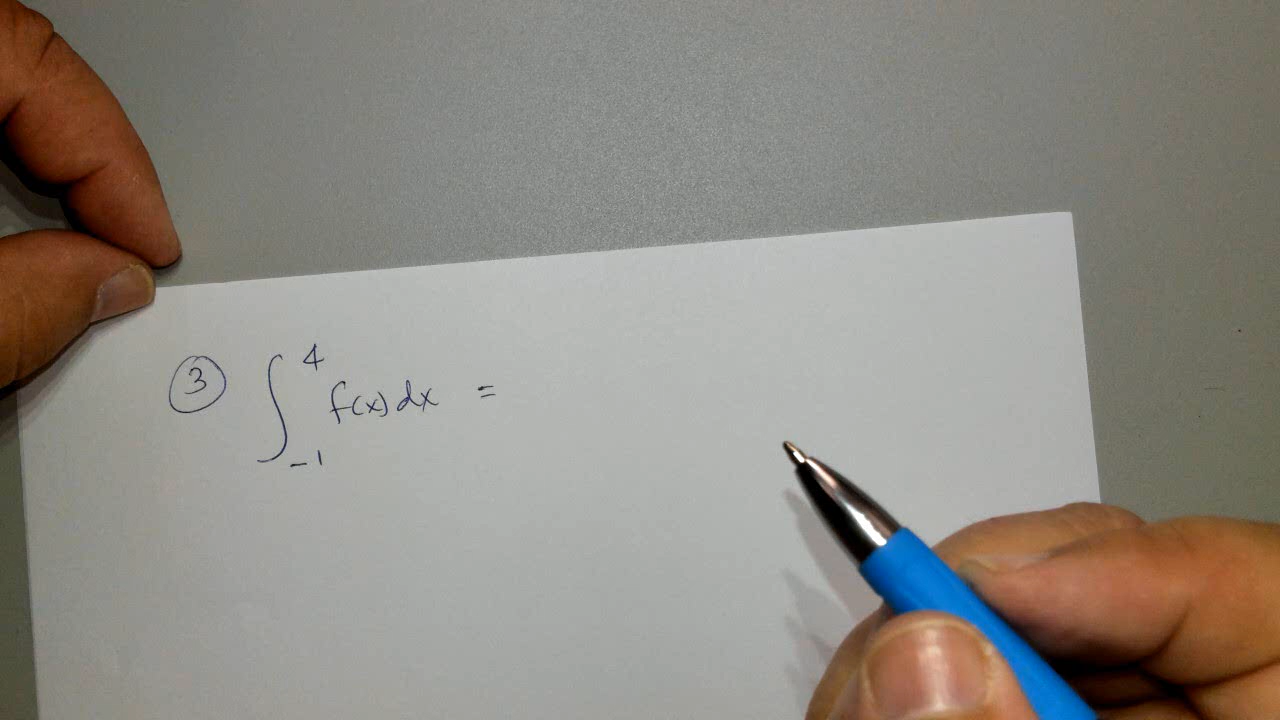 ③ ∫₋₁⁴ f(x) dx =